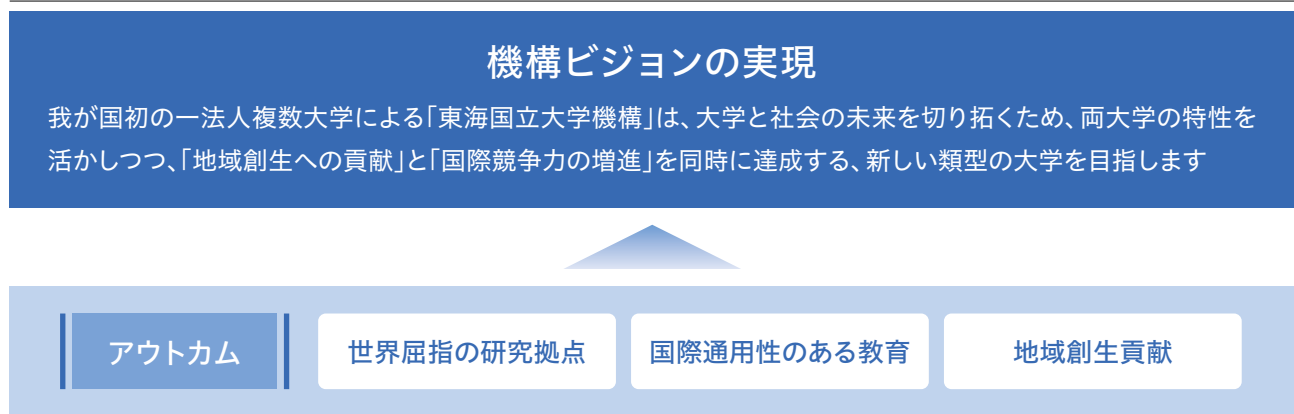 機構ビジョンの実現
我が国初の一法人複数大学による「東海国立大学機構」は、大学と社会の未来を切り拓くため、両大学の特性を
活かしつつ、「地域創生への貢献」と「国際競争力の増進」を同時に達成する、新しい類型の大学を目指します
アウトカム
世界屈指の研究拠点
国際通用性のある教育
地域創生貢献